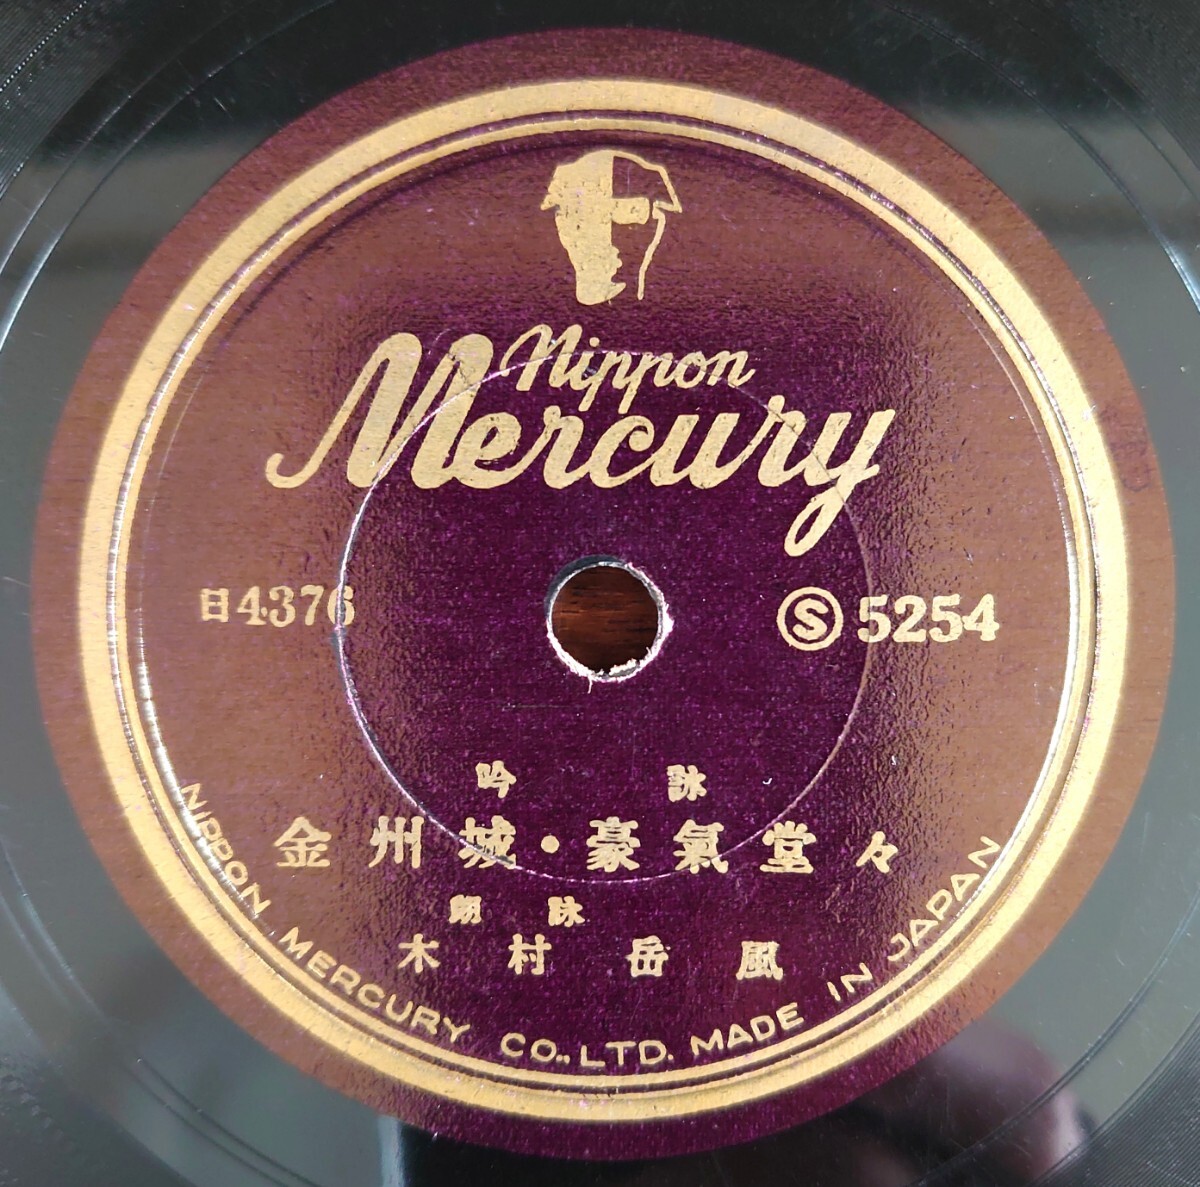 Nippon
Mercury
日4376
Ⓢ 5254
吟詠
金州城・豪氣堂々
朗詠
木村岳風
NIPPON MERCURY CO., LTD. MADE IN JAPAN